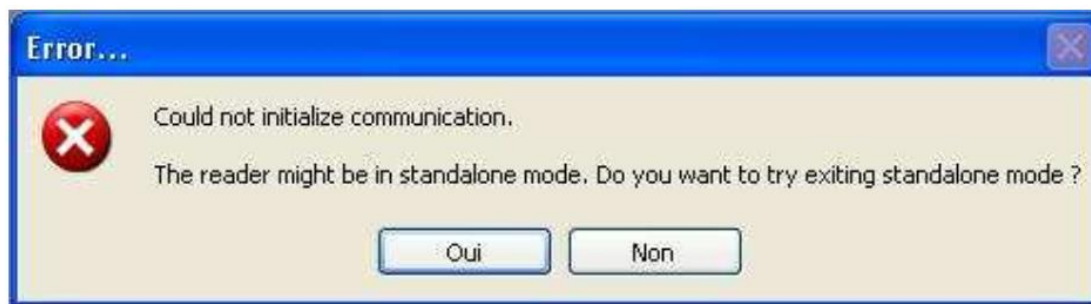 Error...
Could not initialize communication.
The reader might be in standalone mode. Do you want to try exiting standalone mode ?
Oui
Non